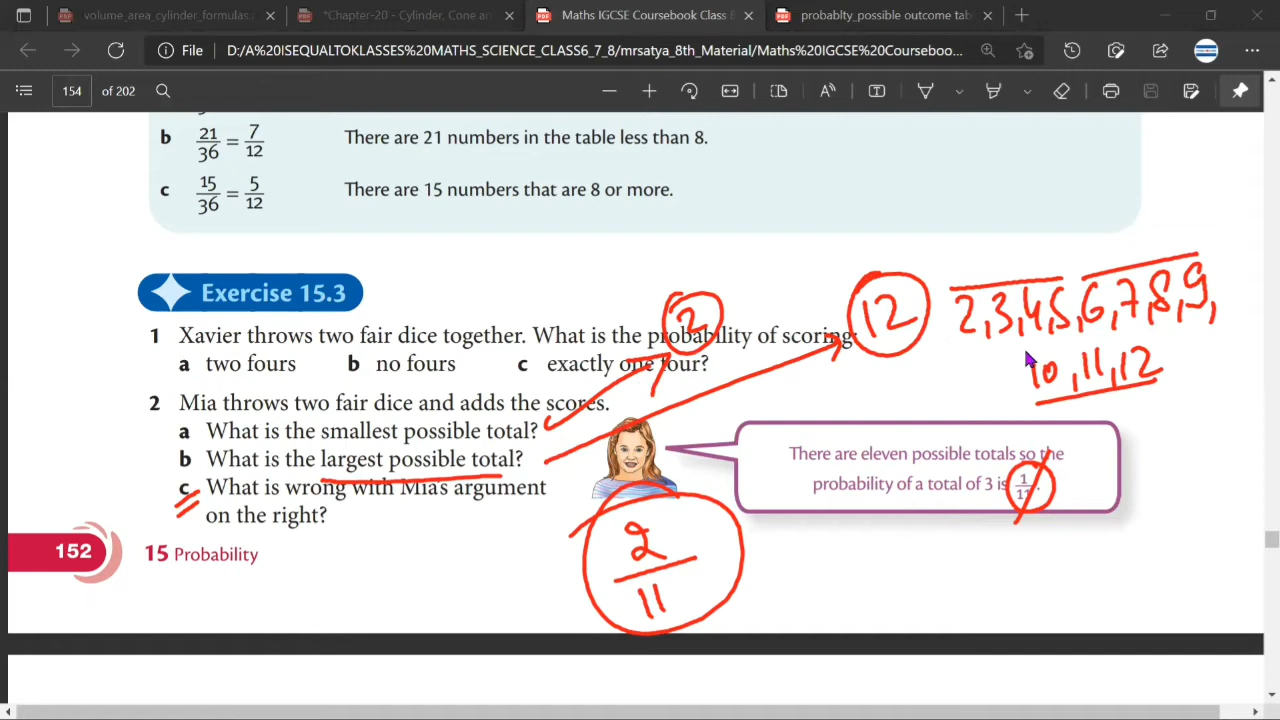 volume_area_cylinder_formulas.
*Chapter-20 - Cylinder, Cone an
Maths IGCSE Coursebook Class 8
probablty_possible outcome tab
File
D:/A%20ISEQUALTOKLASSES%20MATHS_SCIENCE_CLASS6_7_8/mrsatya_8th_Material/Maths%20IGCSE%20Courseboo...
154 of 202
b 21/36 = 7/12 There are 21 numbers in the table less than 8.
c 15/36 = 5/12 There are 15 numbers that are 8 or more.
Exercise 15.3
1 Xavier throws two fair dice together. What is the probability of scoring:
a two fours b no fours c exactly one four?
2
12
2,3,4,5,6,7,8,9,
10,11,12
2 Mia throws two fair dice and adds the scores.
a What is the smallest possible total?
b What is the largest possible total?
c What is wrong with Mia's argument
on the right?
There are eleven possible totals so the
probability of a total of 3 is 1/11.
2/11
152 15 Probability